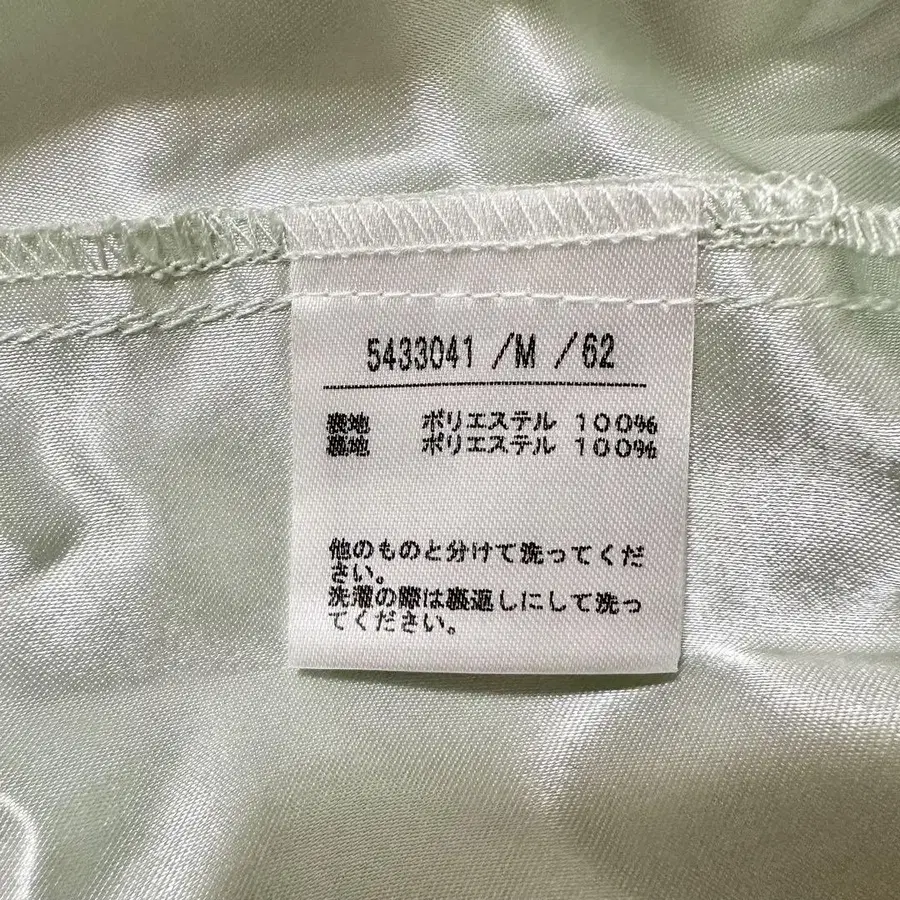 5433041 /M /62
表地 ポリエステル 100%
裏地 ポリエステル 100%
他のものと分けて洗ってくだ
さい。
洗濯の際は裏返しにして洗っ
てください。